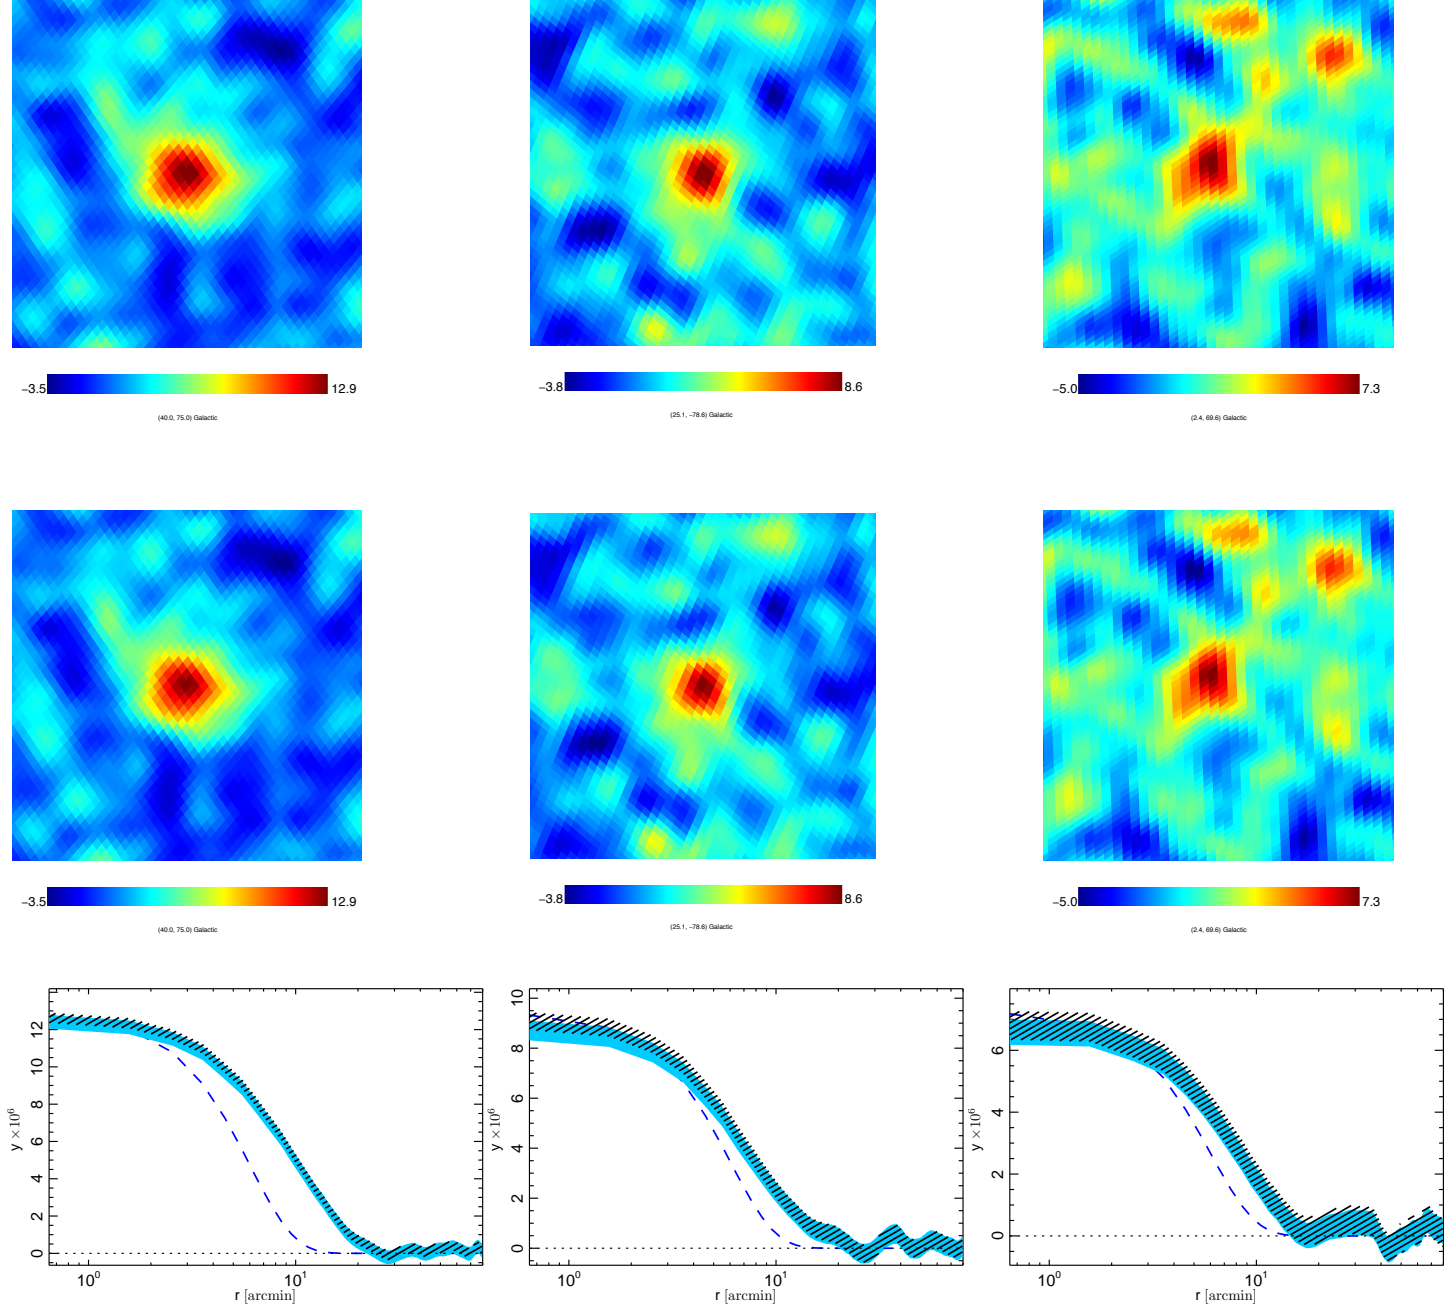 −3.5 12.9 −3.8 8.6 −5.0 7.3
(40.0, 75.0) Galactic (25.1, −78.6) Galactic (2.4, 69.6) Galactic
−3.5 12.9 −3.8 8.6 −5.0 7.3
(40.0, 75.0) Galactic (25.1, −78.6) Galactic (2.4, 69.6) Galactic
y ×10⁶
12
10
8
6
4
2
0
10⁰ 10¹
r [arcmin]
y ×10⁶
10
8
6
4
2
0
10⁰ 10¹
r [arcmin]
y ×10⁶
6
4
2
0
10⁰ 10¹
r [arcmin]